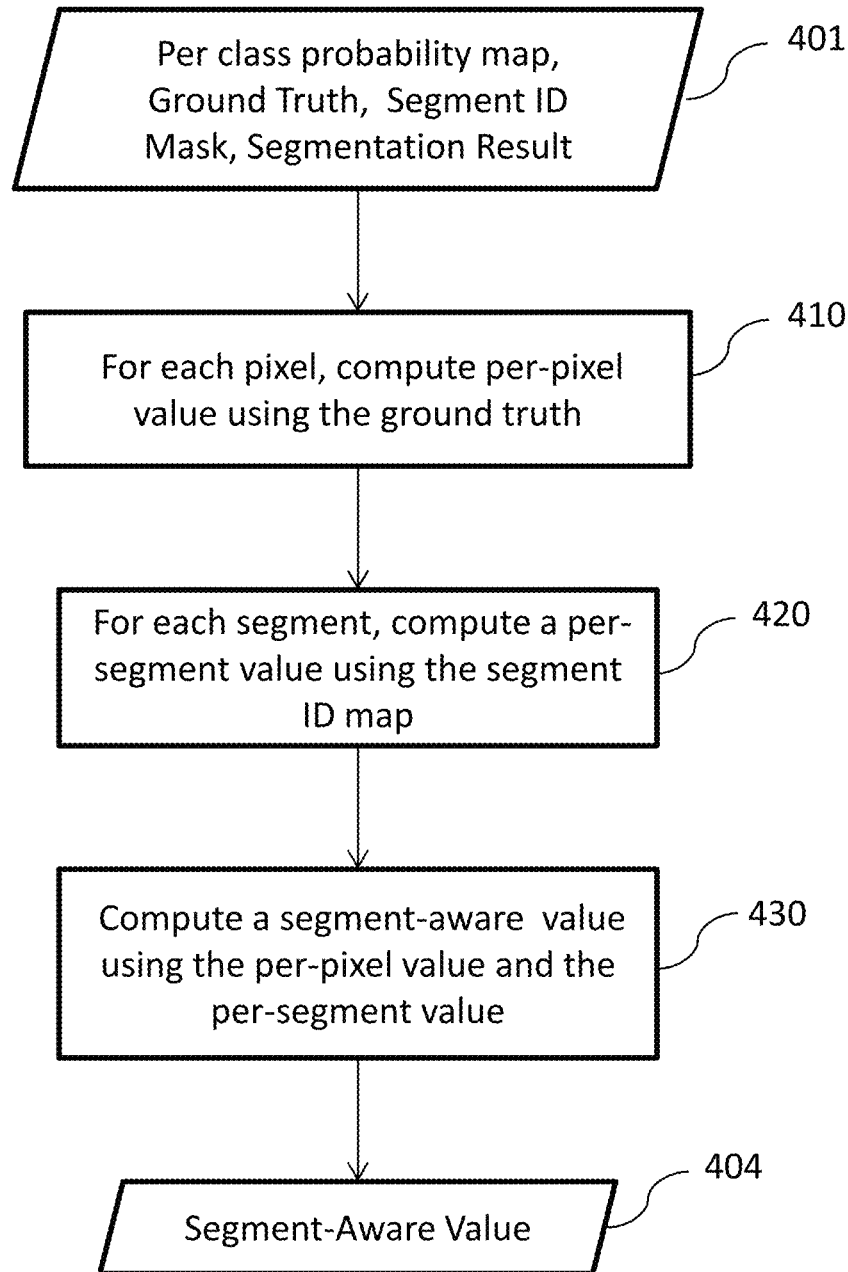 Per class probability map,
Ground Truth, Segment ID
Mask, Segmentation Result
401
For each pixel, compute per-pixel
value using the ground truth
410
For each segment, compute a per-
segment value using the segment
ID map
420
Compute a segment-aware value
using the per-pixel value and the
per-segment value
430
Segment-Aware Value
404